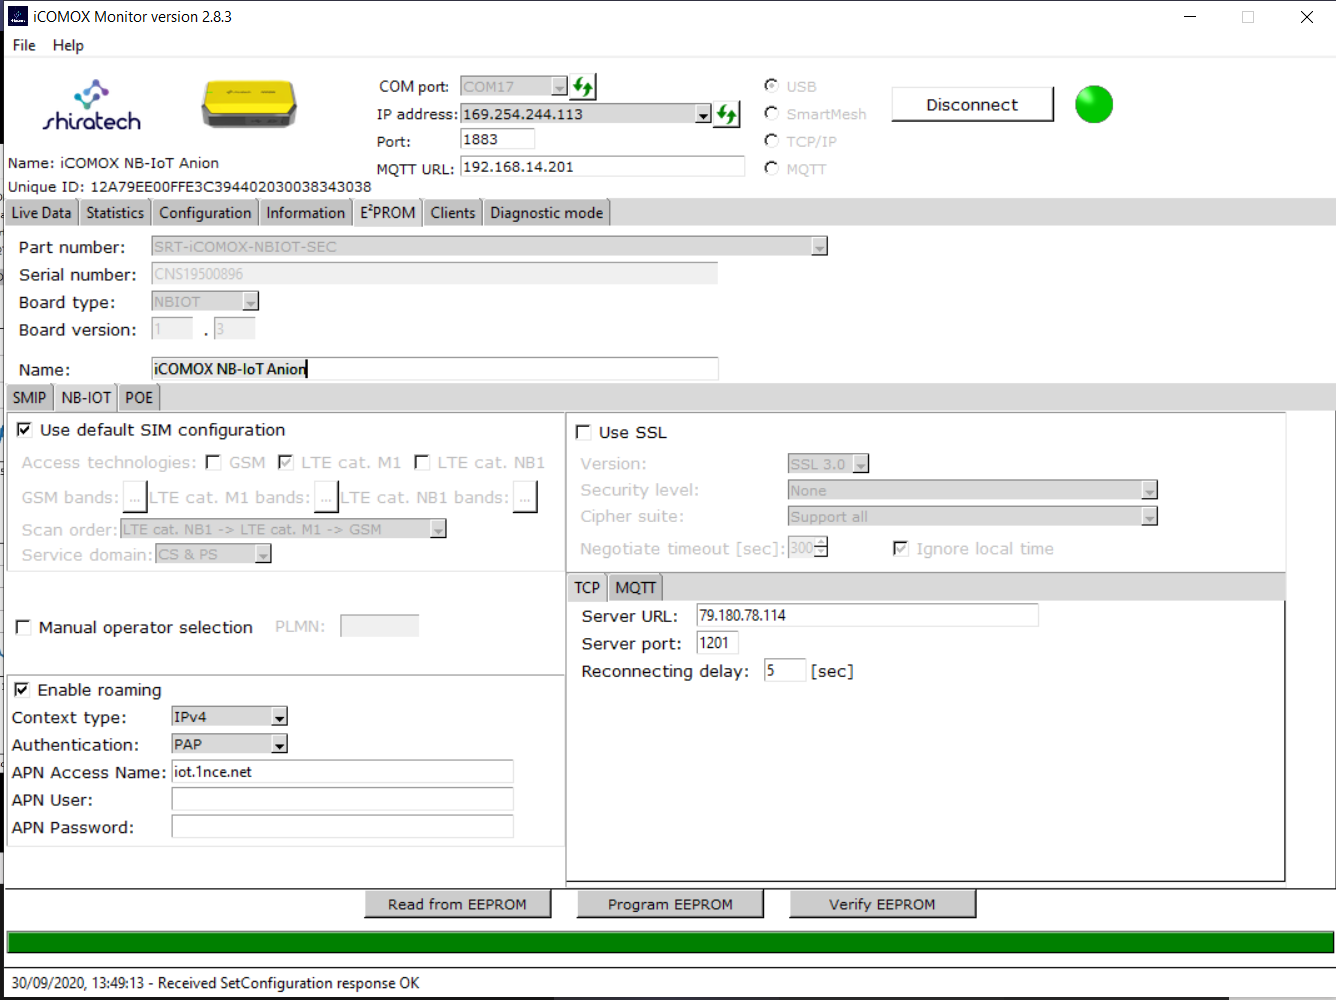 iCOMOX Monitor version 2.8.3
File Help
shiratech
COM port: COM17
IP address: 169.254.244.113
Port: 1883
MQTT URL: 192.168.14.201
USB
SmartMesh
TCP/IP
MQTT
Disconnect
Name: iCOMOX NB-IoT Anion
Unique ID: 12A79EE00FFE3C394402030038343038
Live Data Statistics Configuration Information E²PROM Clients Diagnostic mode
Part number: SRT-iCOMOX-NBIOT-SEC
Serial number: CNS19500896
Board type: NBIOT
Board version: 1 . 3
Name: iCOMOX NB-IoT Anion
SMIP NB-IOT POE
Use default SIM configuration
Access technologies: GSM LTE cat. M1 LTE cat. NB1
GSM bands: ... LTE cat. M1 bands: ... LTE cat. NB1 bands: ...
Scan order: LTE cat. NB1 -> LTE cat. M1 -> GSM
Service domain: CS & PS
Manual operator selection PLMN:
Enable roaming
Context type: IPv4
Authentication: PAP
APN Access Name: iot.1nce.net
APN User:
APN Password:
Use SSL
Version: SSL 3.0
Security level: None
Cipher suite: Support all
Negotiate timeout [sec]: 300 Ignore local time
TCP MQTT
Server URL: 79.180.78.114
Server port: 1201
Reconnecting delay: 5 [sec]
Read from EEPROM Program EEPROM Verify EEPROM
30/09/2020, 13:49:13 - Received SetConfiguration response OK